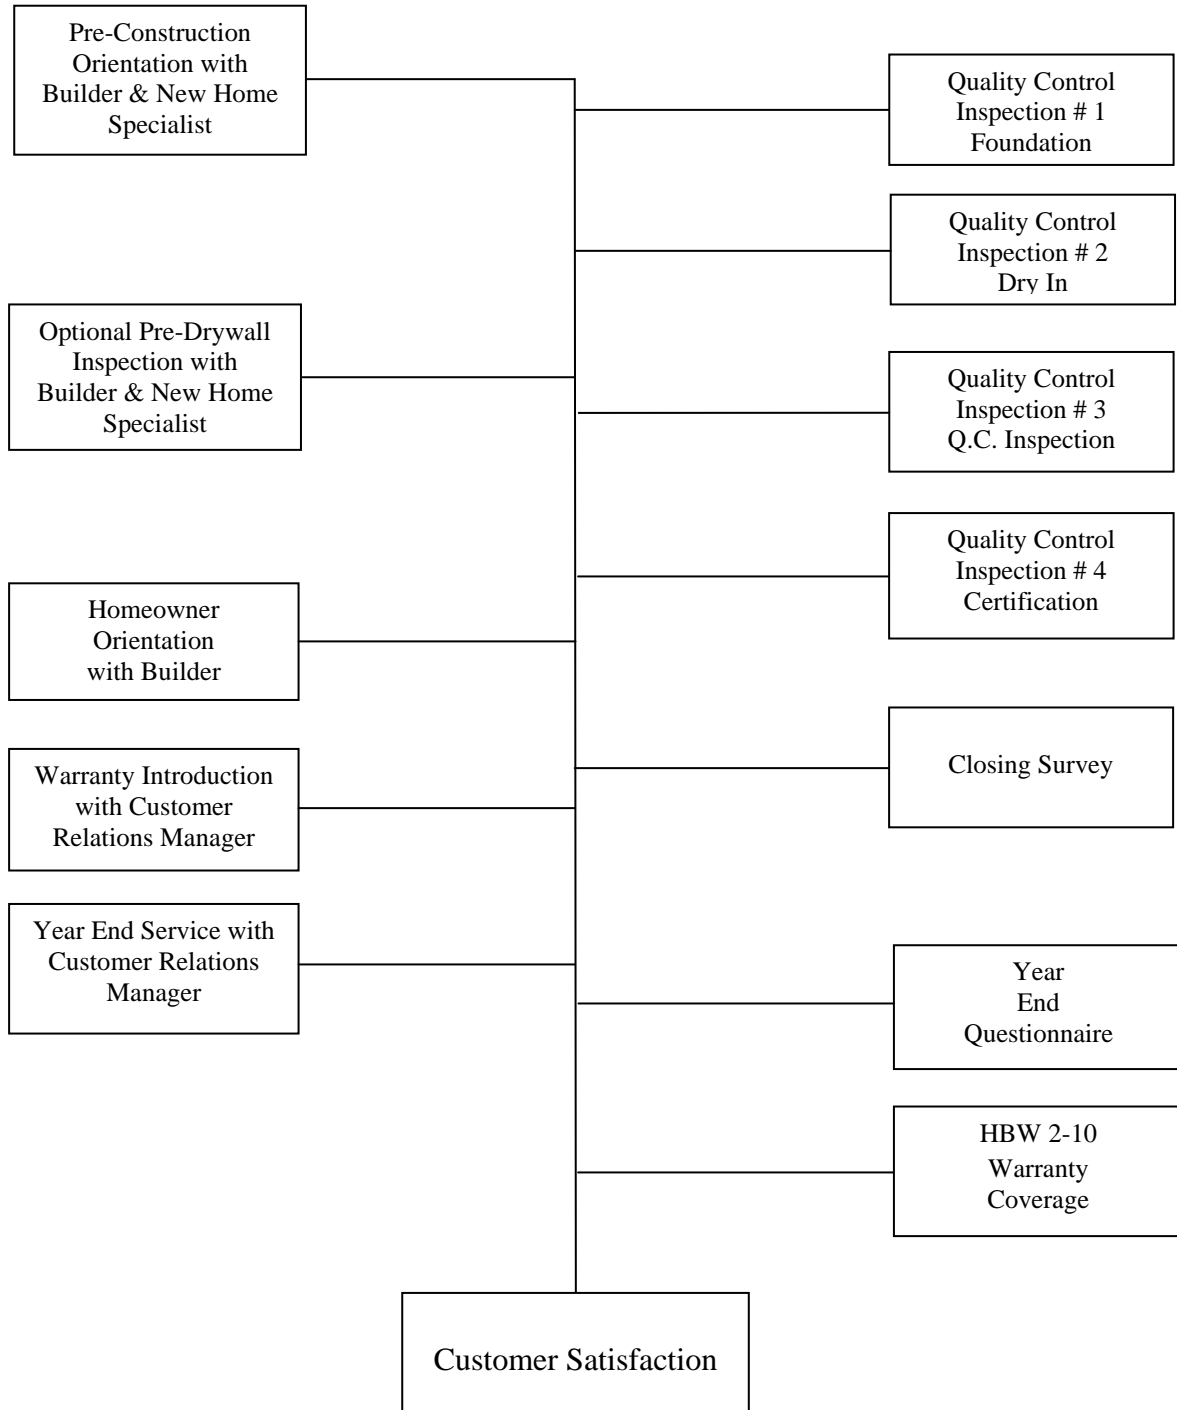 Pre-Construction
Orientation with
Builder & New Home
Specialist
Quality Control
Inspection # 1
Foundation
Quality Control
Inspection # 2
Dry In
Optional Pre-Drywall
Inspection with
Builder & New Home
Specialist
Quality Control
Inspection # 3
Q.C. Inspection
Quality Control
Inspection # 4
Certification
Homeowner
Orientation
with Builder
Closing Survey
Warranty Introduction
with Customer
Relations Manager
Year End Service with
Customer Relations
Manager
Year
End
Questionnaire
HBW 2-10
Warranty
Coverage
Customer Satisfaction